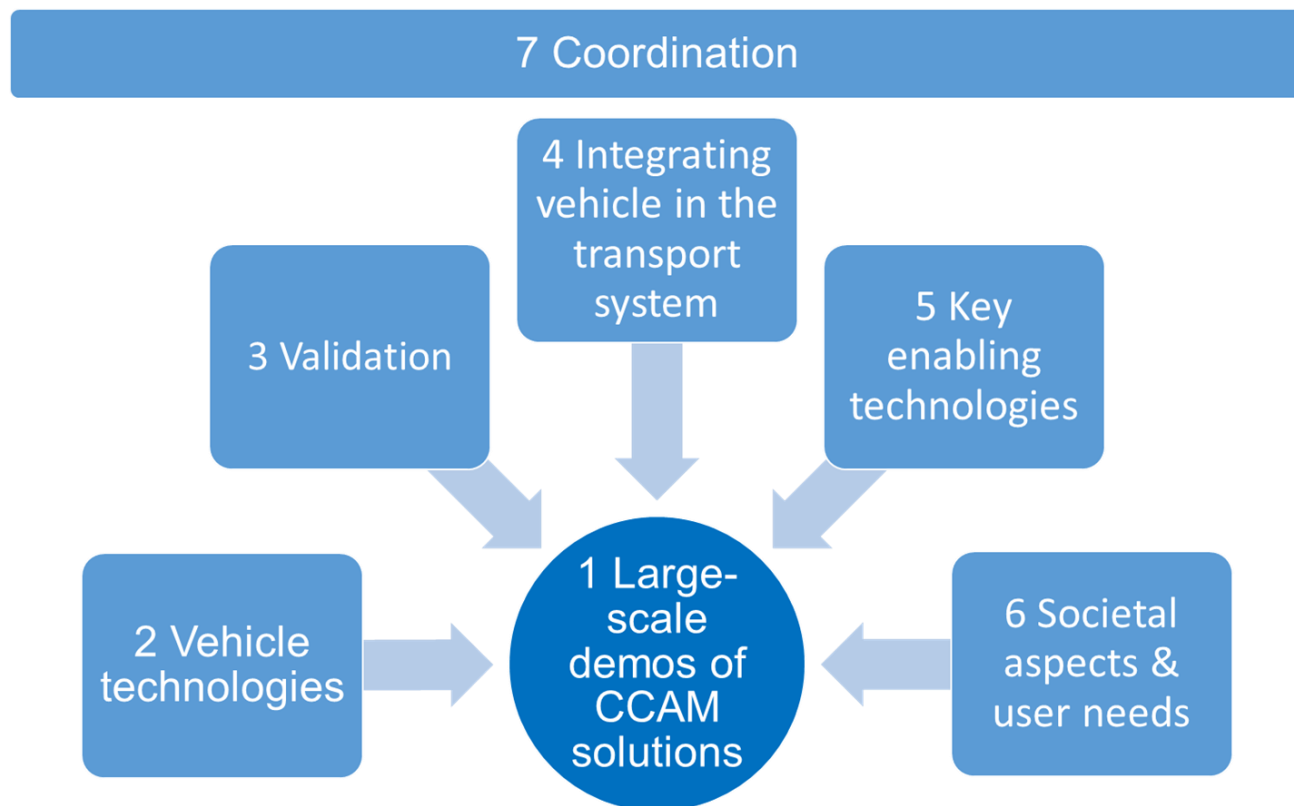 7 Coordination
4 Integrating
vehicle in the
transport
system
3 Validation
5 Key
enabling
technologies
1 Large-
scale
demos of
CCAM
solutions
2 Vehicle
technologies
6 Societal
aspects &
user needs